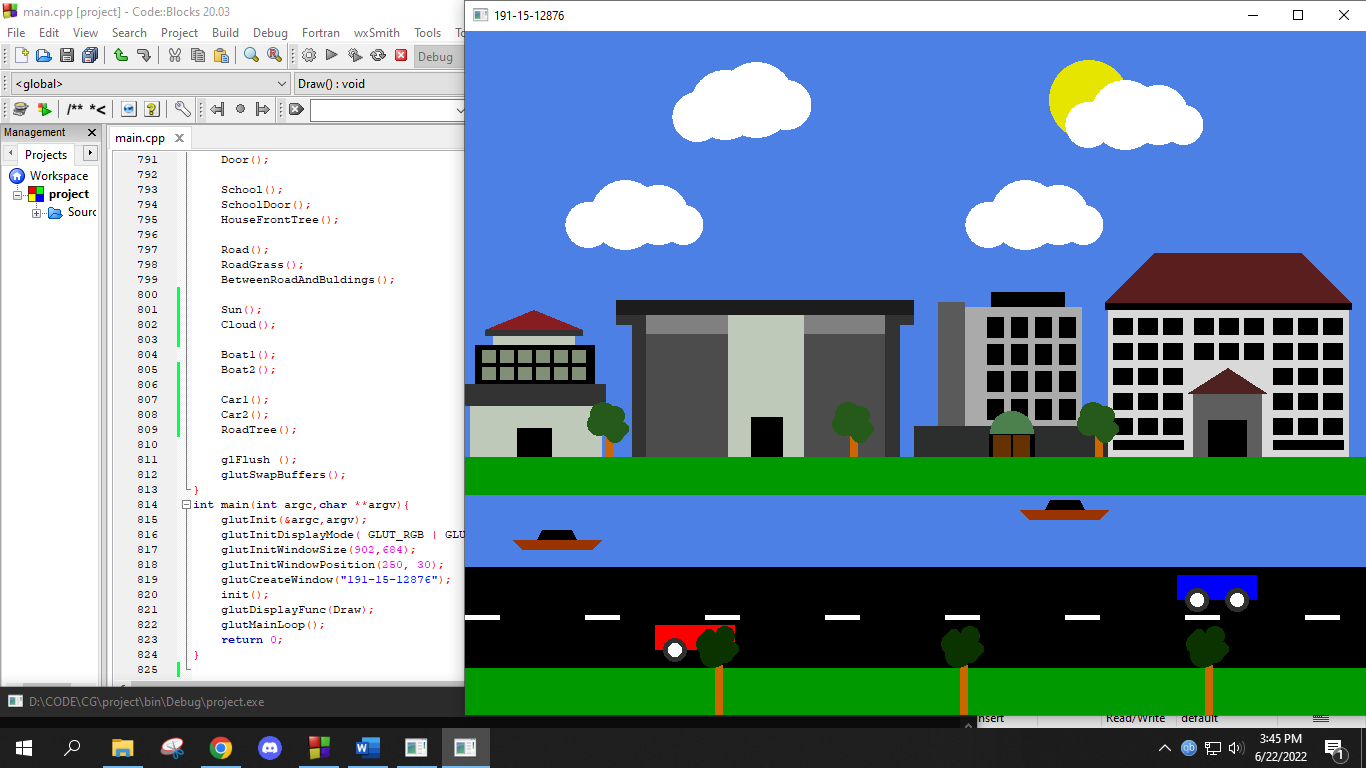 main.cpp [project] - Code::Blocks 20.03
191-15-12876
File Edit View Search Project Build Debug Fortran wxSmith Tools
Debug
<global>
Draw() : void
/** *<
Management
main.cpp
Projects
Workspace
project
791 Door();
792
793 School();
794 SchoolDoor();
795 HouseFrontTree();
796
797 Road();
798 RoadGrass();
799 BetweenRoadAndBuldings();
800
801 Sun();
802 Cloud();
803
804 Boat1();
805 Boat2();
806
807 Car1();
808 Car2();
809 RoadTree();
810
811 glFlush ();
812 glutSwapBuffers();
813 }
814 int main(int argc,char **argv){
815 glutInit(&argc,argv);
816 glutInitDisplayMode( GLUT_RGB | GLU
817 glutInitWindowSize(902,684);
818 glutInitWindowPosition(250, 30);
819 glutCreateWindow("191-15-12876");
820 init();
821 glutDisplayFunc(Draw);
822 glutMainLoop();
823 return 0;
824 }
825
D:\CODE\CG\project\bin\Debug\project.exe
Read/Write default
3:45 PM
6/22/2022
1